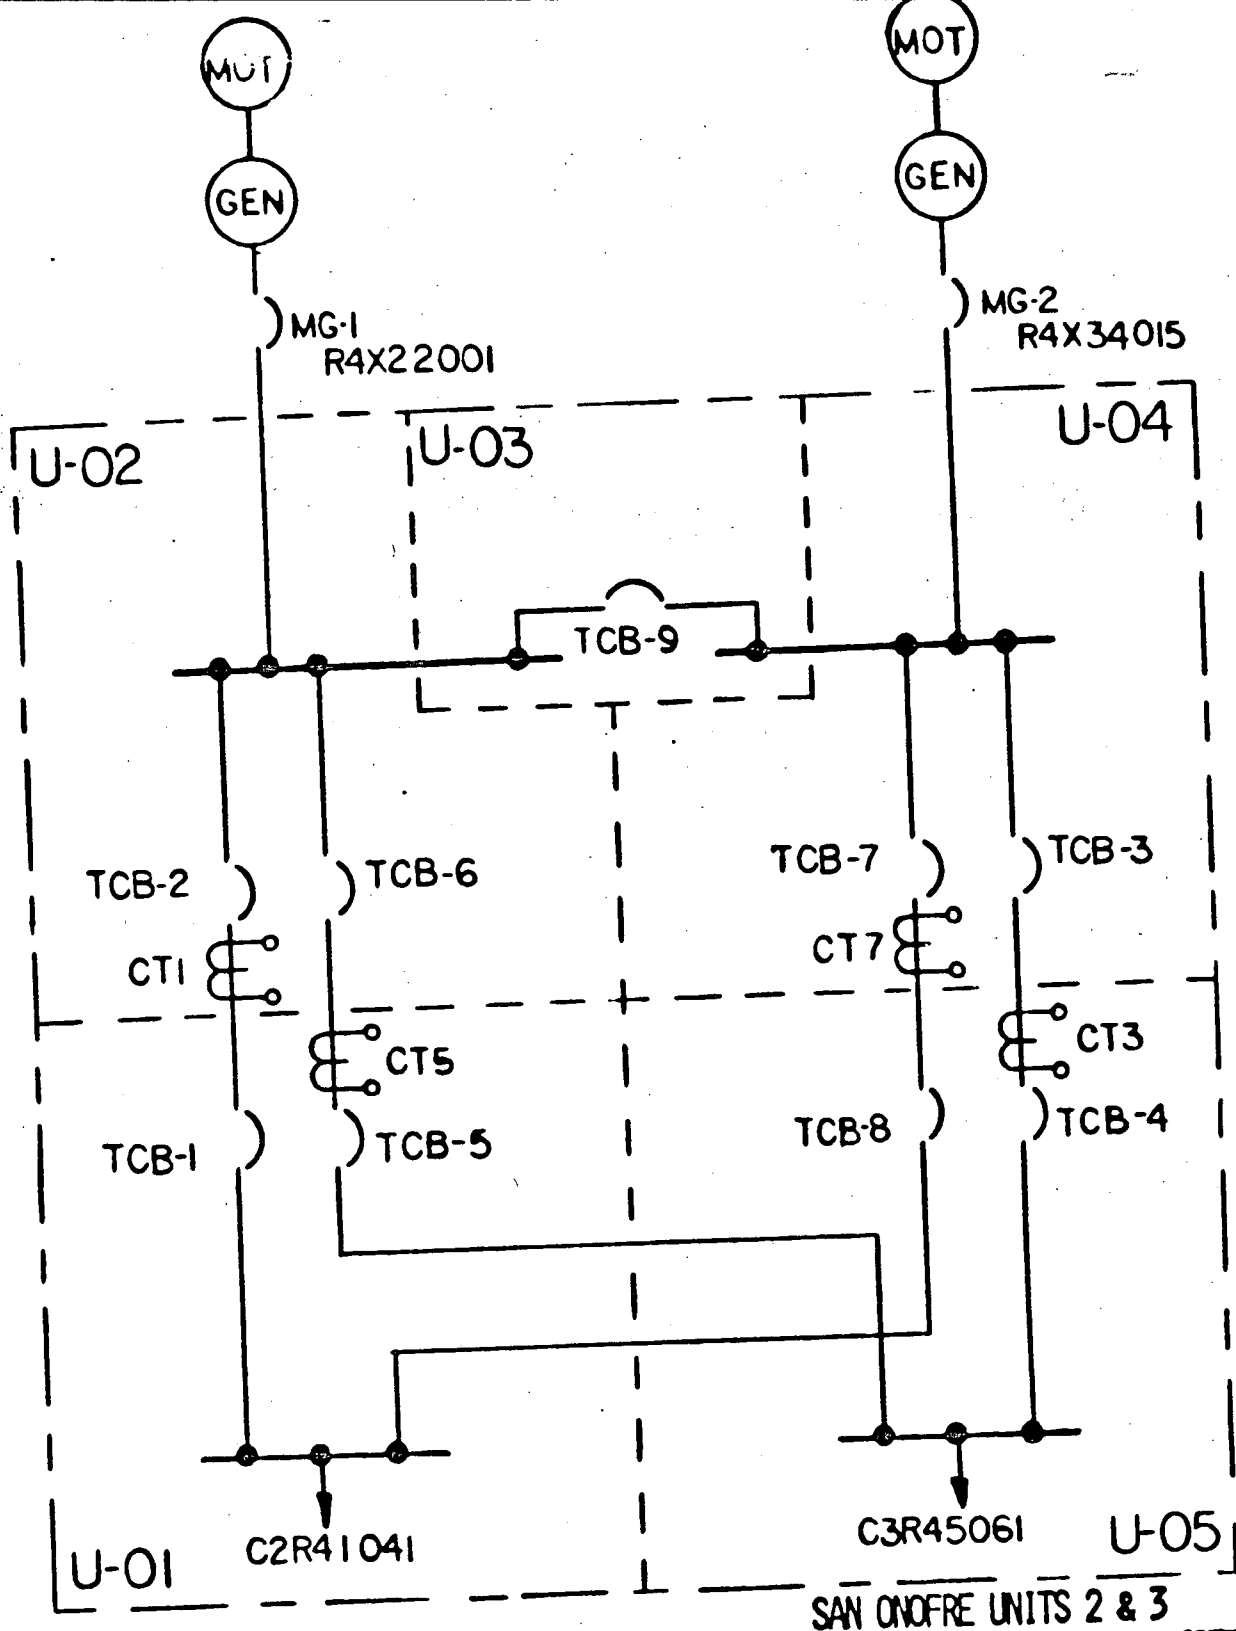 MOT
MOT
GEN
GEN
MG-1
R4X22001
MG-2
R4X34015
U-02
U-03
U-04
TCB-9
TCB-2
TCB-6
TCB-7
TCB-3
CT1
CT7
CT5
CT3
TCB-1
TCB-5
TCB-8
TCB-4
C2R41041
C3R45061
U-01
U-05
SAN ONOFRE UNITS 2 & 3